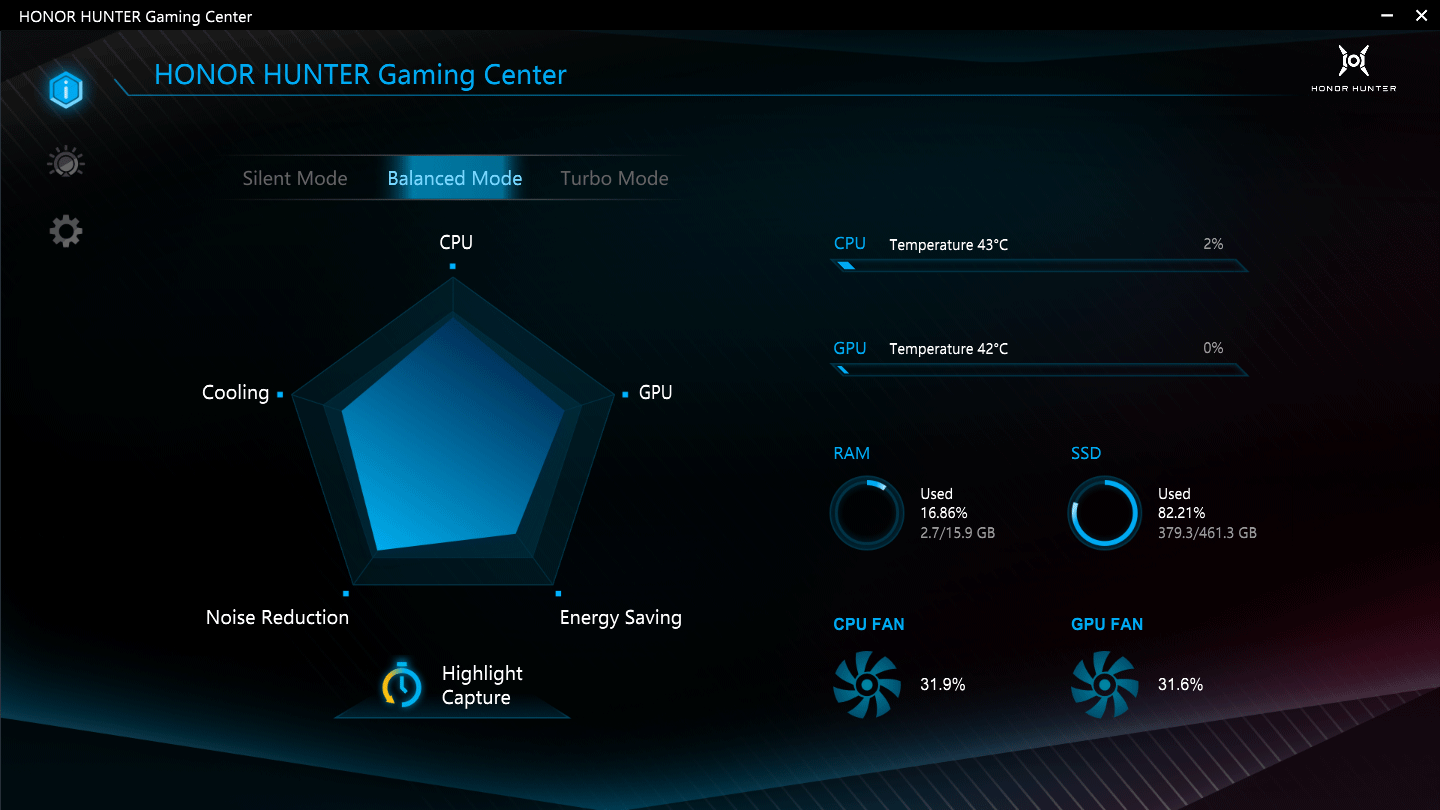 HONOR HUNTER Gaming Center
HONOR HUNTER Gaming Center
HONOR HUNTER
Silent Mode
Balanced Mode
Turbo Mode
CPU
GPU
Cooling
Noise Reduction
Energy Saving
Highlight
Capture
CPU Temperature 43°C 2%
GPU Temperature 42°C 0%
RAM
Used
16.86%
2.7/15.9 GB
SSD
Used
82.21%
379.3/461.3 GB
CPU FAN
31.9%
GPU FAN
31.6%